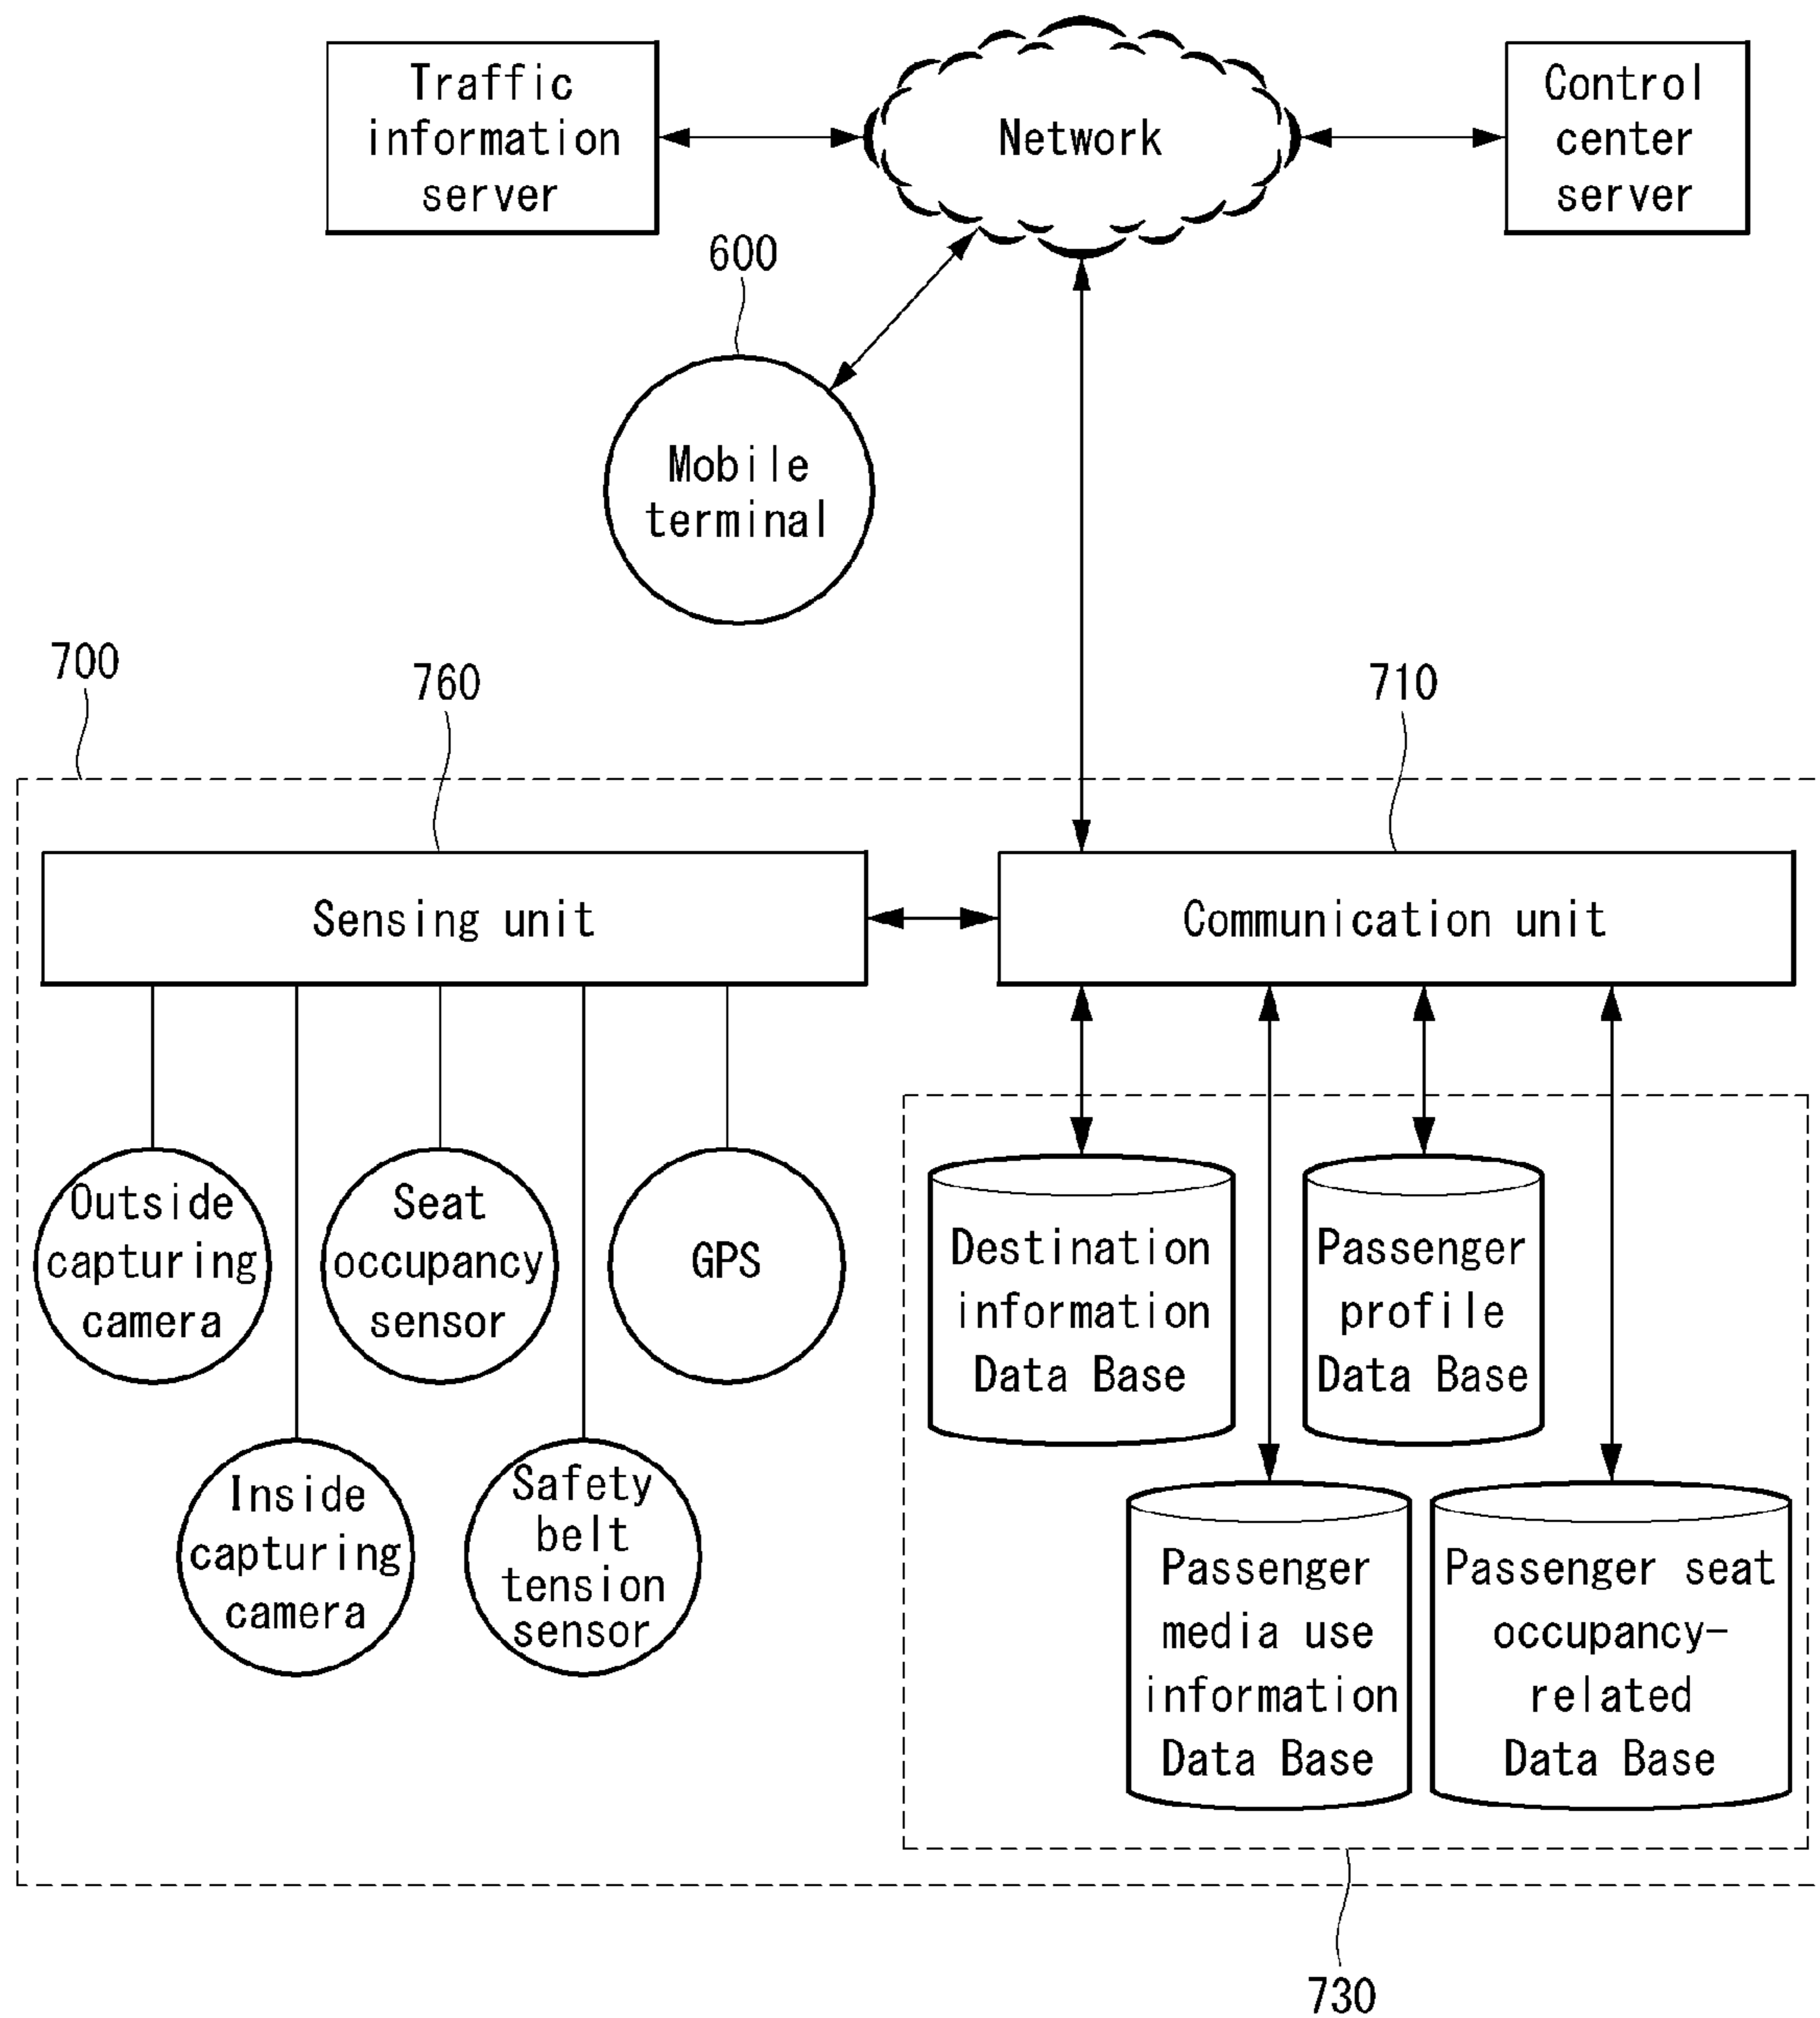 Traffic
information
server
Network
Control
center
server
600
Mobile
terminal
700
760
710
Sensing unit
Communication unit
Outside
capturing
camera
Seat
occupancy
sensor
GPS
Inside
capturing
camera
Safety
belt
tension
sensor
Destination
information
Data Base
Passenger
profile
Data Base
Passenger
media use
information
Data Base
Passenger seat
occupancy-
related
Data Base
730